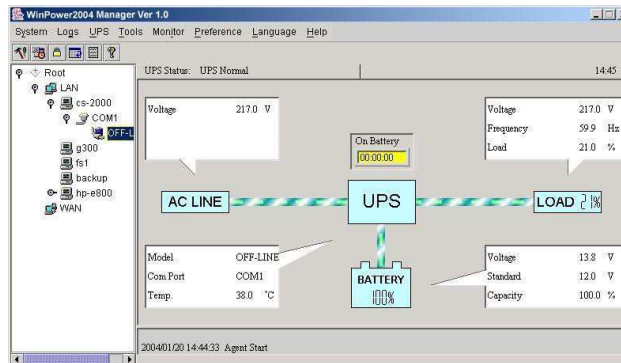 WinPower2004 Manager Ver 1.0
System Logs UPS Tools Monitor Preference Language Help
Root
LAN
cs-2000
COM1
OFF-L
g300
fs1
backup
hp-e800
WAN
UPS Status: UPS Normal 14:45
Voltage 217.0 V
On Battery
00:00:00
Voltage 217.0 V
Frequency 59.9 Hz
Load 21.0 %
AC LINE
UPS
LOAD 21%
Model OFF-LINE
Com Port COM1
Temp. 38.0 °C
BATTERY
100%
Voltage 13.8 V
Standard 12.0 V
Capacity 100.0 %
2004/01/20 14:44:33 Agent Start